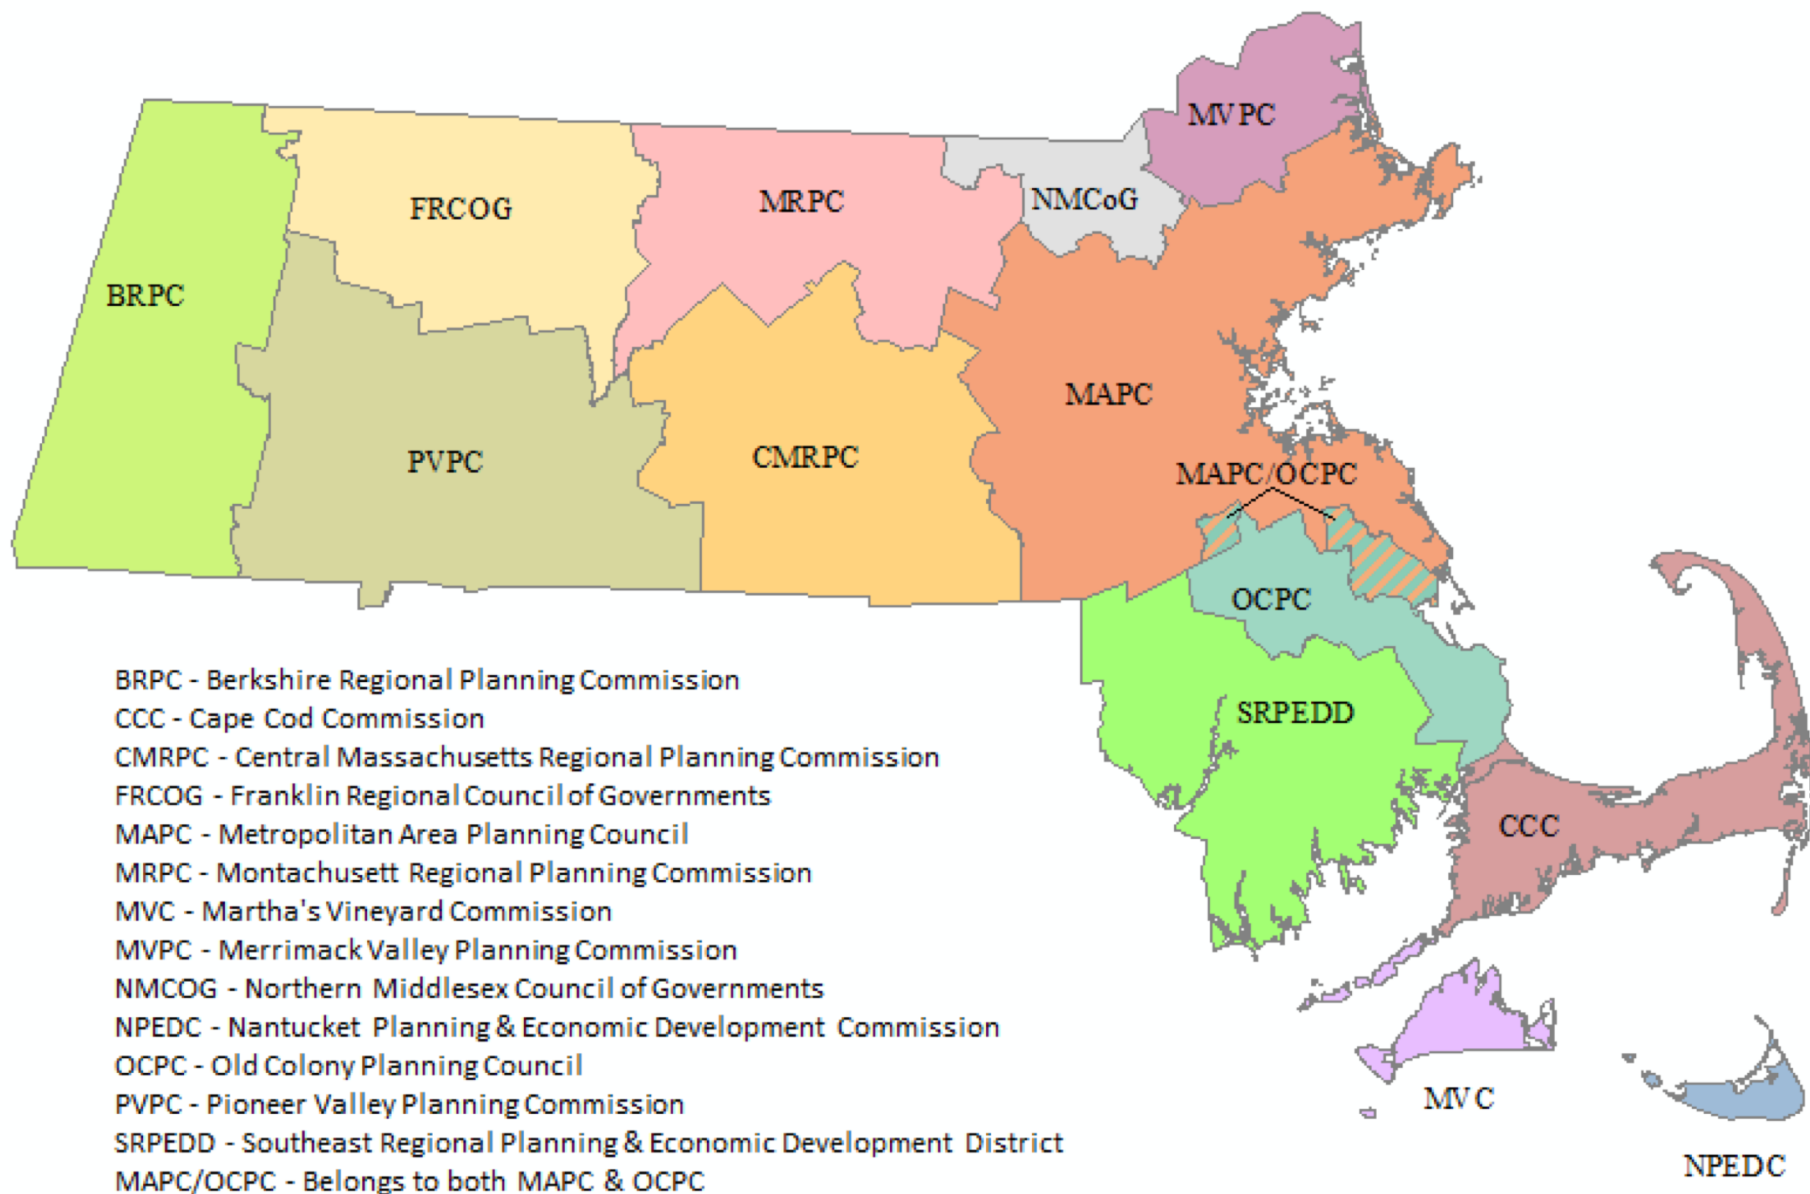 MVPC
FRCOG
MRPC
NMCoG
BRPC
MAPC
PVPC
CMRPC
MAPC/OCPC
OCPC
SRPEDD
CCC
MVC
NPEDC
BRPC - Berkshire Regional Planning Commission
CCC - Cape Cod Commission
CMRPC - Central Massachusetts Regional Planning Commission
FRCOG - Franklin Regional Council of Governments
MAPC - Metropolitan Area Planning Council
MRPC - Montachusett Regional Planning Commission
MVC - Martha's Vineyard Commission
MVPC - Merrimack Valley Planning Commission
NMCOG - Northern Middlesex Council of Governments
NPEDC - Nantucket Planning & Economic Development Commission
OCPC - Old Colony Planning Council
PVPC - Pioneer Valley Planning Commission
SRPEDD - Southeast Regional Planning & Economic Development District
MAPC/OCPC - Belongs to both MAPC & OCPC